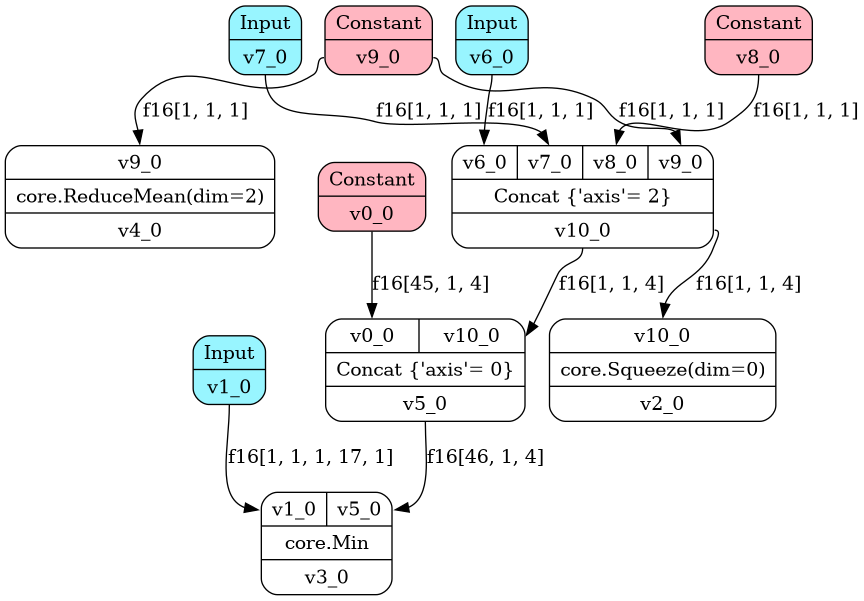 Input
v7_0
Constant
v9_0
Input
v6_0
Constant
v8_0
f16[1, 1, 1]
f16[1, 1, 1]
f16[1, 1, 1]
f16[1, 1, 1]
f16[1, 1, 1]
v9_0
core.ReduceMean(dim=2)
v4_0
Constant
v0_0
v6_0 v7_0 v8_0 v9_0
Concat {'axis'= 2}
v10_0
f16[45, 1, 4]
f16[1, 1, 4]
f16[1, 1, 4]
Input
v1_0
v0_0 v10_0
Concat {'axis'= 0}
v5_0
v10_0
core.Squeeze(dim=0)
v2_0
f16[1, 1, 1, 17, 1]
f16[46, 1, 4]
v1_0 v5_0
core.Min
v3_0